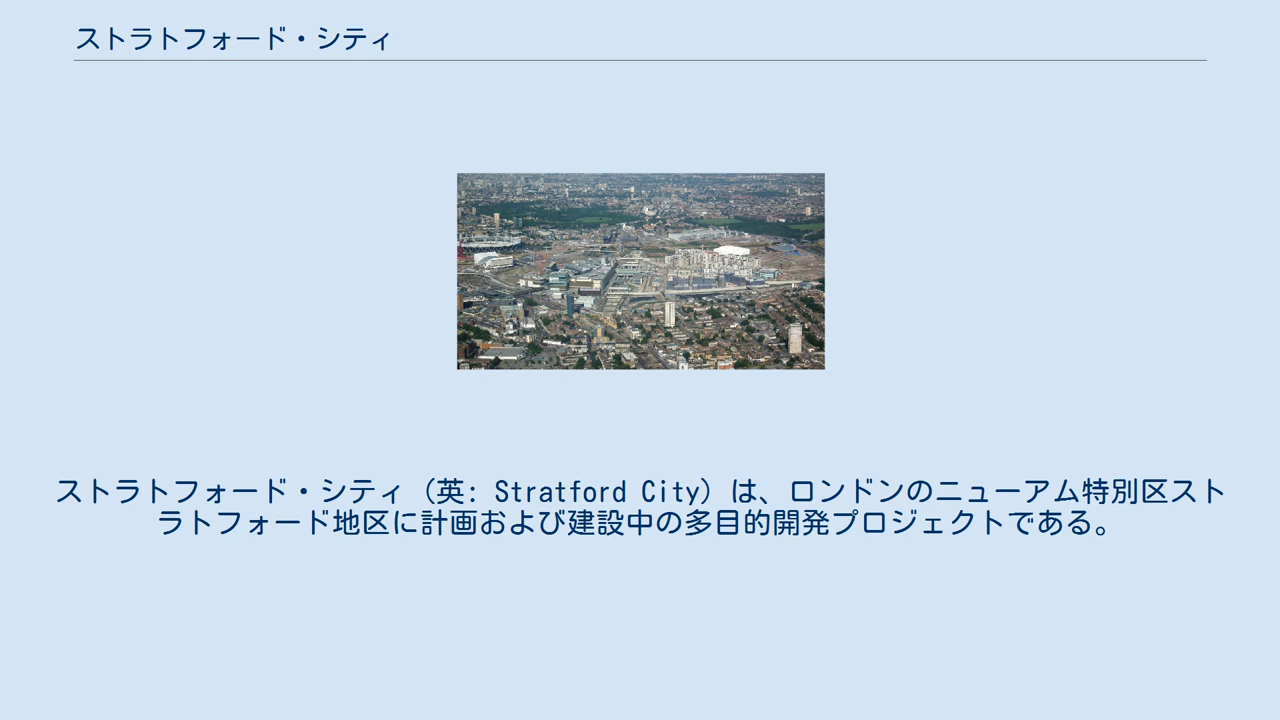 ストラトフォード・シティ
ストラトフォード・シティ（英: Stratford City）は、ロンドンのニューアム特別区スト
ラトフォード地区に計画および建設中の多目的開発プロジェクトである。